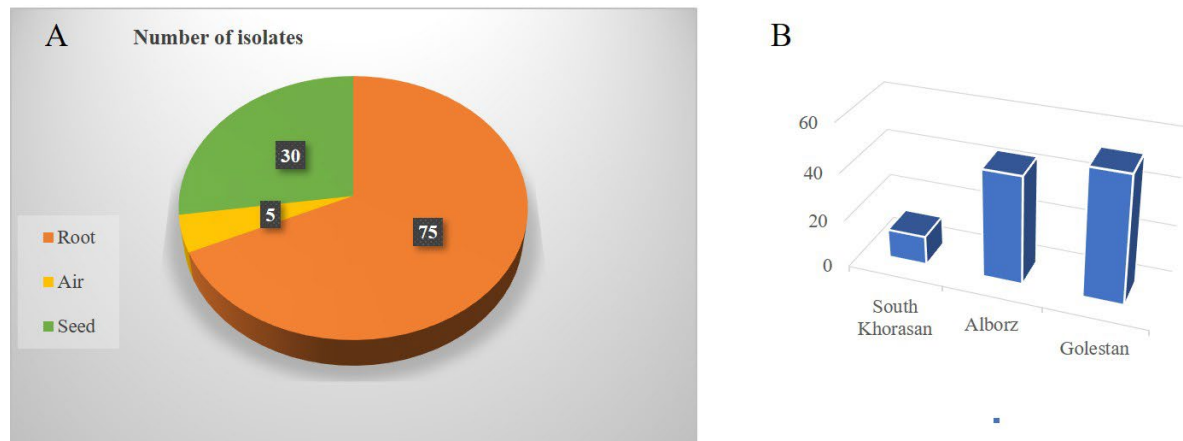 A
Number of isolates
30
5
75
Root
Air
Seed
B
60
40
20
0
South
Khorasan
Alborz
Golestan